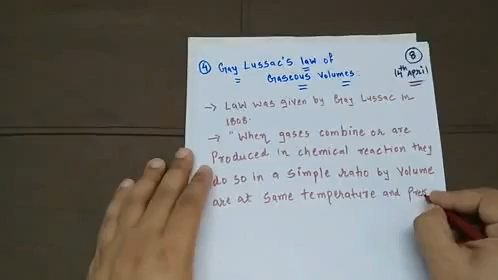 ④ Gay Lussac's law of
Gaseous Volumes.
⑧
14th April
→ Law was given by Gay Lussac in
1808.
→ "When gases combine or are
Produced in chemical reaction they
do so in a simple ratio by Volume
are at same temperature and Pres